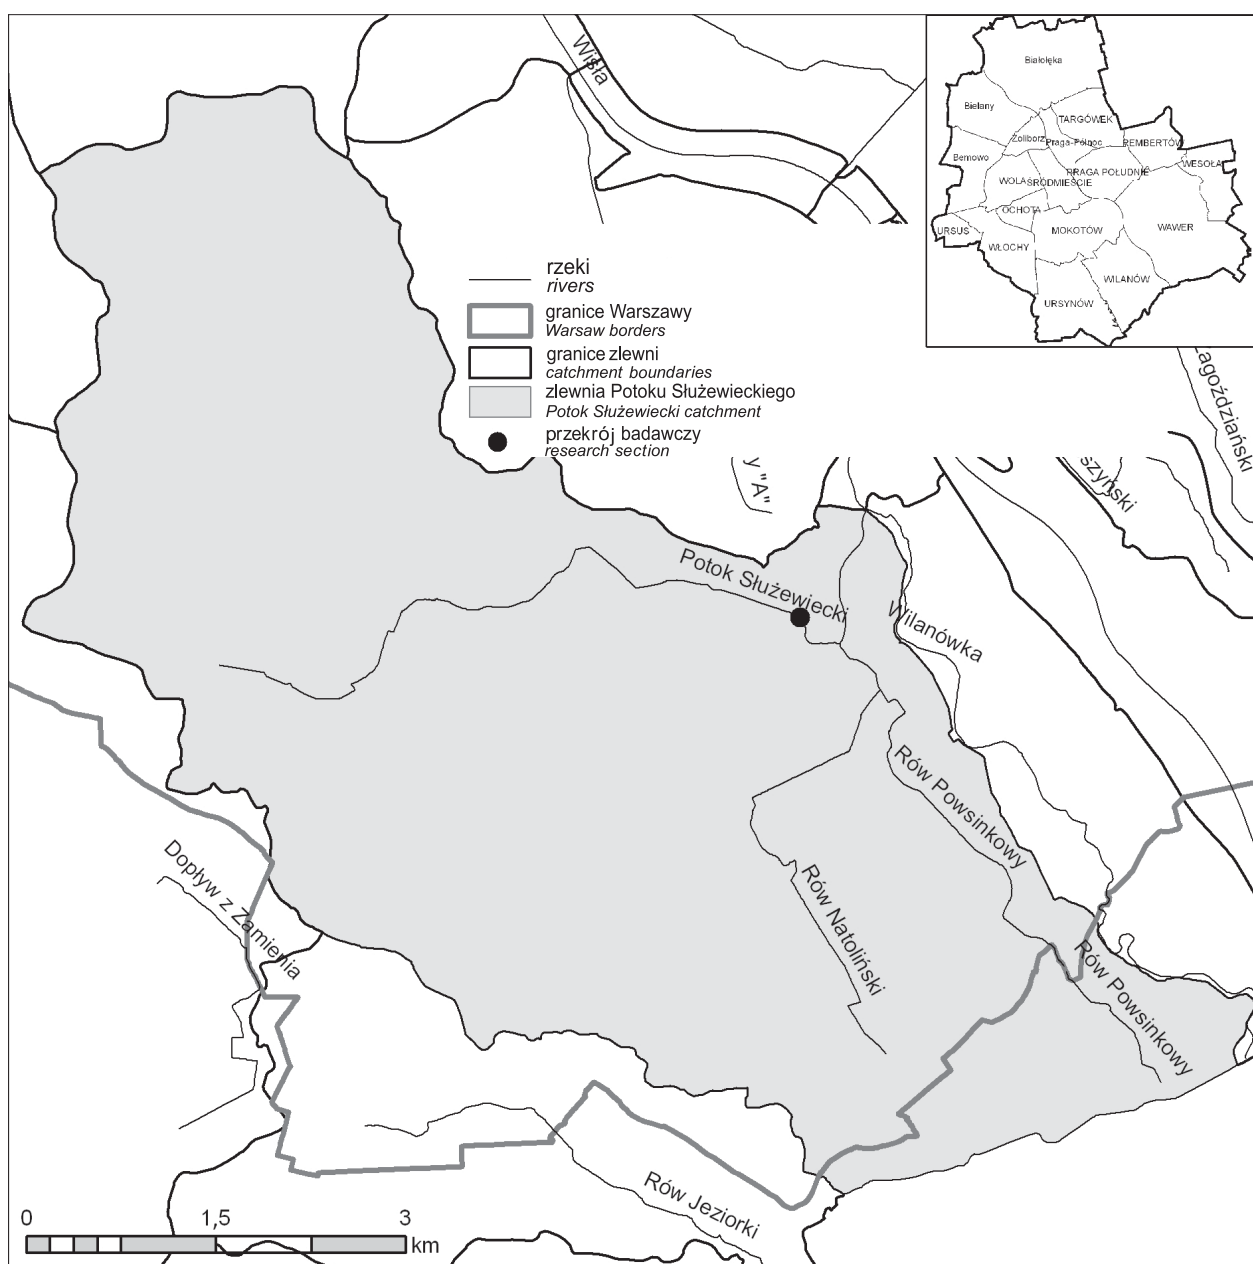 Wisła
Białołęka
Bielany
TARGÓWEK
Żoliborz
Praga-Północ
REMBERTÓW
Bemowo
WESOŁA
PRAGA POŁUDNIE
WOLA
ŚRÓDMIEŚCIE
OCHOTA
URSUS
MOKOTÓW
WAWER
WŁOCHY
WILANÓW
URSYNÓW
rzeki
rivers
granice Warszawy
Warsaw borders
granice zlewni
catchment boundaries
zlewnia Potoku Służewieckiego
Potok Służewiecki catchment
przekrój badawczy
research section
y "A"
szyński
agoździański
Potok Służewiecki
Wilanówka
Rów Powsinkowy
Dopływ z Zamienia
Rów Natoliński
Rów Powsinkowy
Rów Jeziorki
0 1,5 3
km